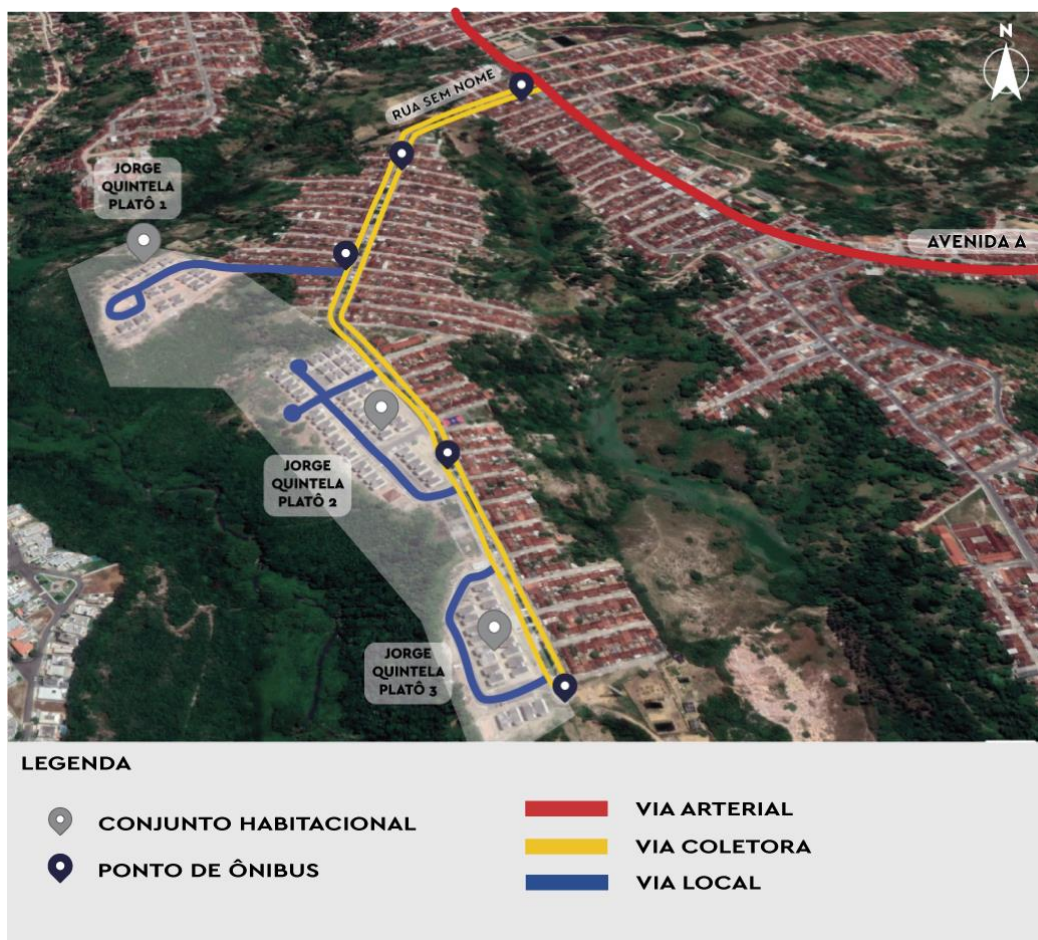 N
RUA SEM NOME
JORGE
QUINTELA
PLATÔ 1
AVENIDA A
JORGE
QUINTELA
PLATÔ 2
JORGE
QUINTELA
PLATÔ 3
LEGENDA
CONJUNTO HABITACIONAL
PONTO DE ÔNIBUS
VIA ARTERIAL
VIA COLETORA
VIA LOCAL